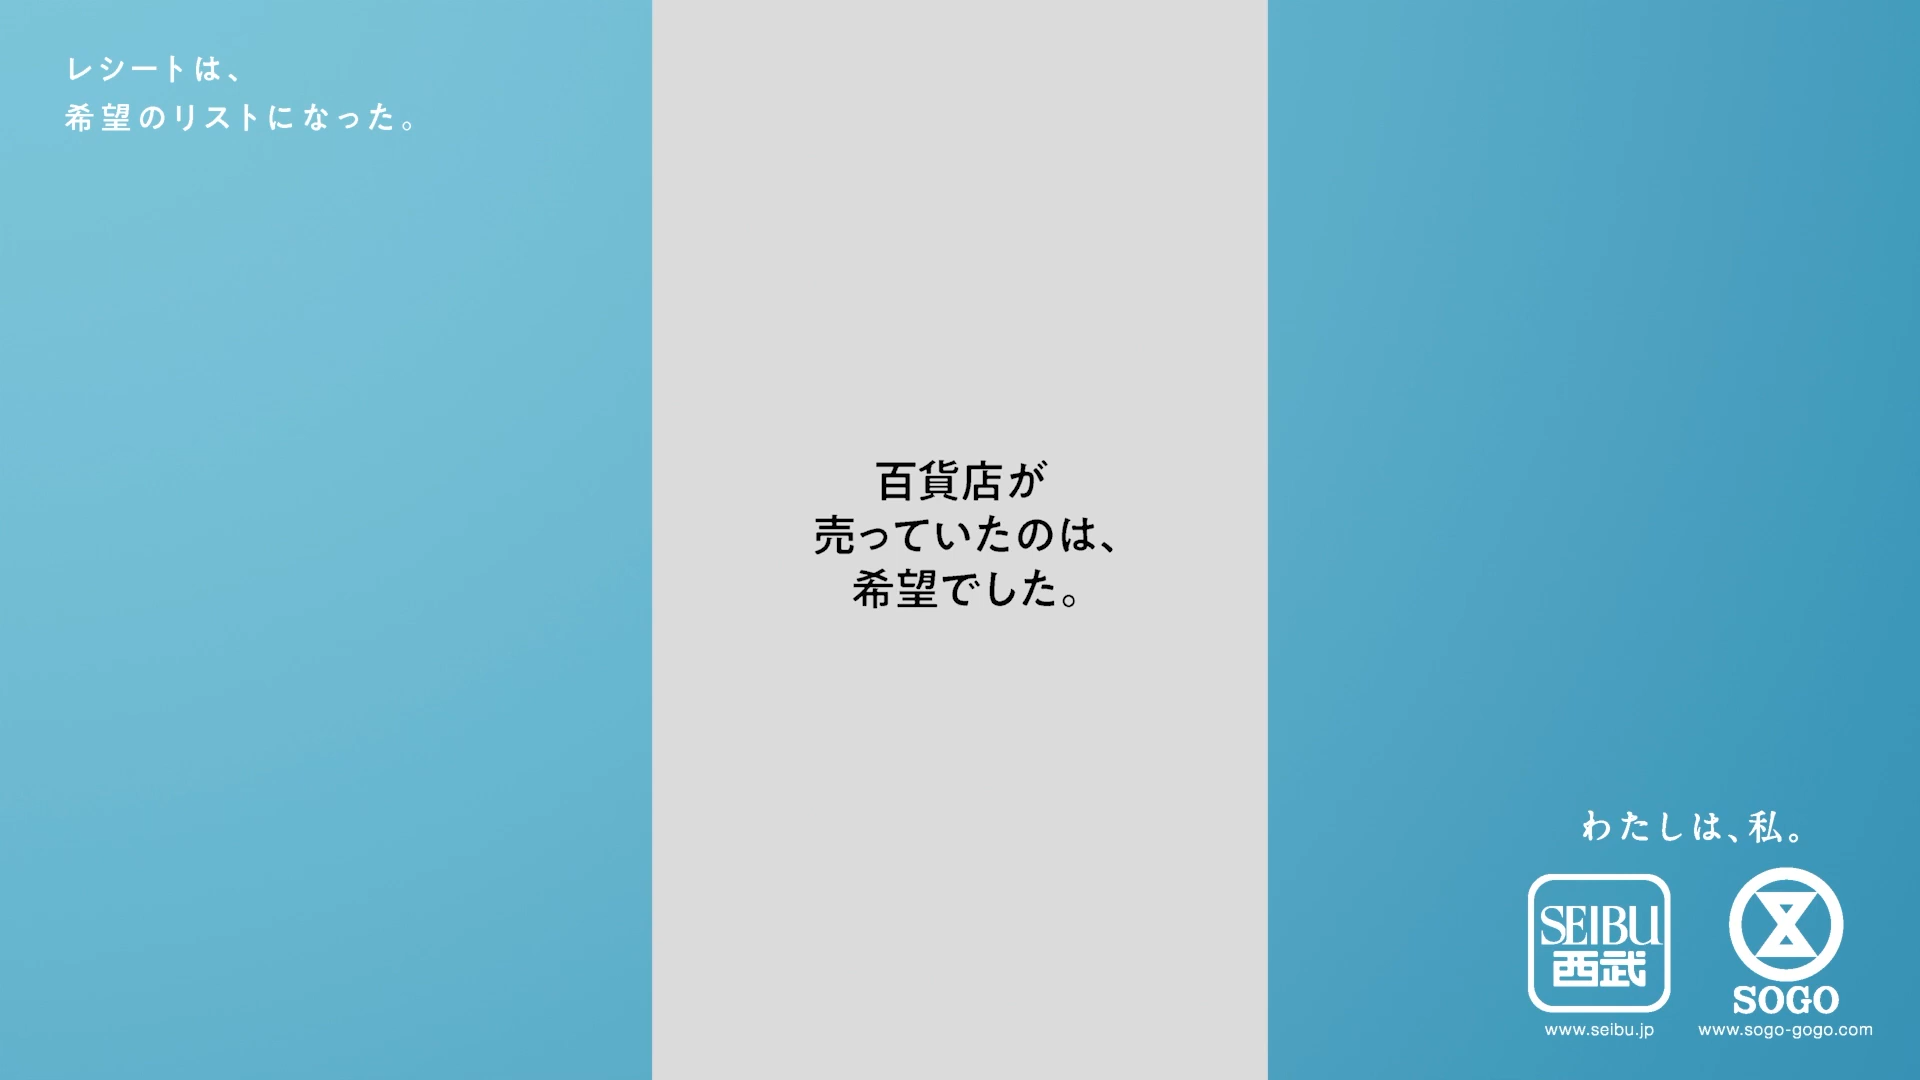 レシートは、
希望のリストになった。
百貨店が
売っていたのは、
希望でした。
わたしは、私。
SEIBU
西武
SOGO
www.seibu.jp
www.sogo-gogo.com